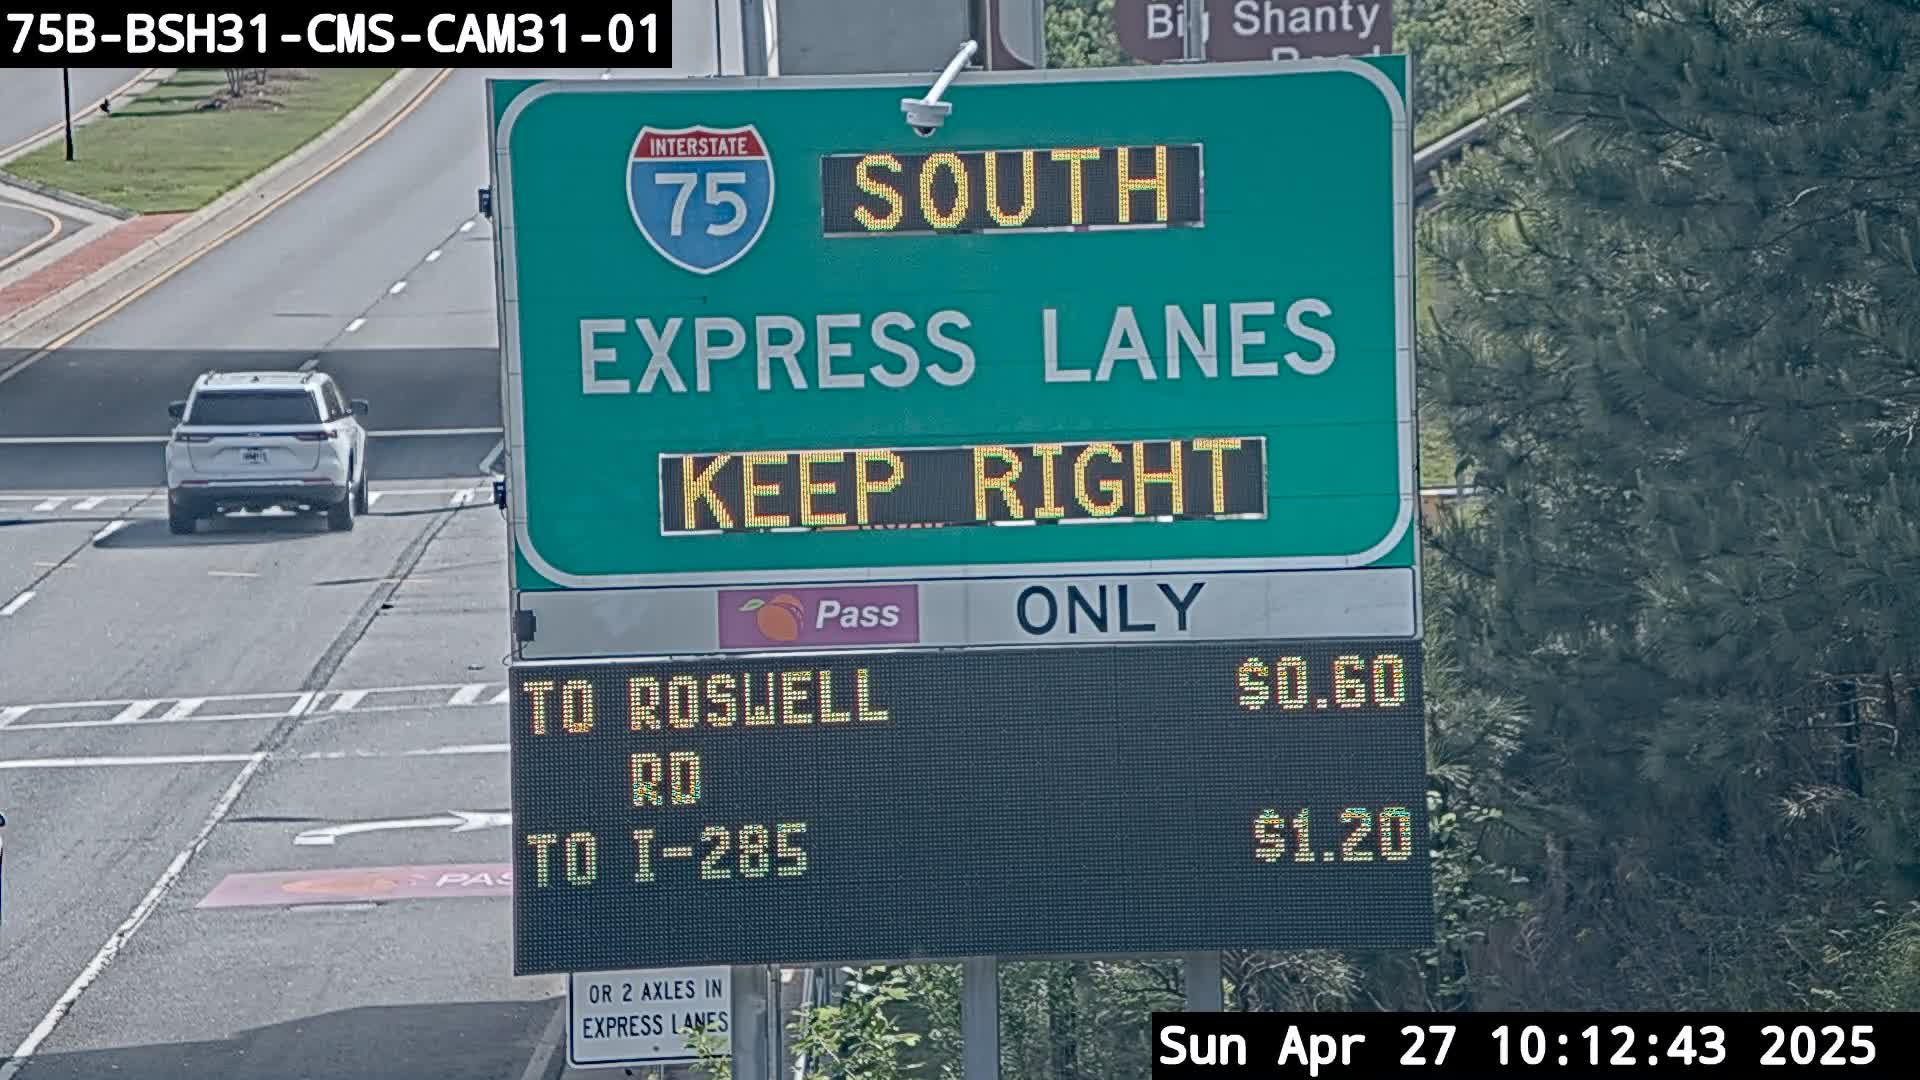 75B-BSH31-CMS-CAM31-01
Big Shanty
Road
INTERSTATE
75
SOUTH
EXPRESS LANES
KEEP RIGHT
Pass
ONLY
TO ROSWELL $0.60
RD
TO I-285 $1.20
PAS
OR 2 AXLES IN
EXPRESS LANES
Sun Apr 27 10:12:43 2025